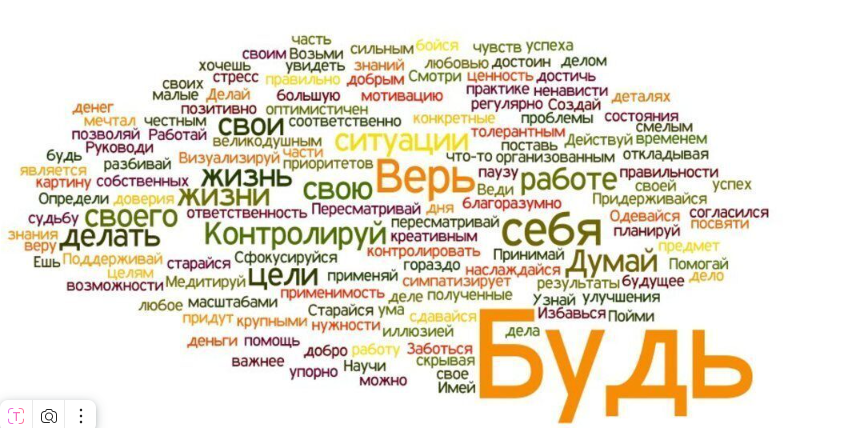 часть
своим Возьми сильным бойся чувств успеха
хочешь увидеть знаний любовью достоин делом
своих стресс правильно добрым Смотри ценность достичь
малые Делай большую мотивацию практике ненависти
денег позитивно оптимистичен регулярно Создай деталях
мечтал честным свои соответственно конкретные проблемы состояния
позволяй Работай великодушным ситуации толерантным поставь Действуй смелым временем
Руководи
будь разбивай Визуализируй части приоритетов что-то организованным откладывая
является
картину собственных жизнь свою Верь паузу Веди работе правильности своей успех
Определи доверия жизни Придерживайся
судьбу своего ответственность Пересматривай дня благоразумно Одевайся согласился
знания веру делать Контролируй пересматривай креативным себя планируй посвяти
Ешь Поддерживай старайся Сфокусируйся контролировать Принимай Думай предмет Помогай
целям возможности Медитируй цели применяй гораздо симпатизирует наслаждайся результаты будущее дело
любое масштабами применимость деле полученные Узнай улучшения
придут крупными нужности Старайся ума сдавайся Избавься Пойми
иллюзией дела
деньги помощь добро работу Заботься Будь
важнее упорно Научи скрывая
можно свое
Имей